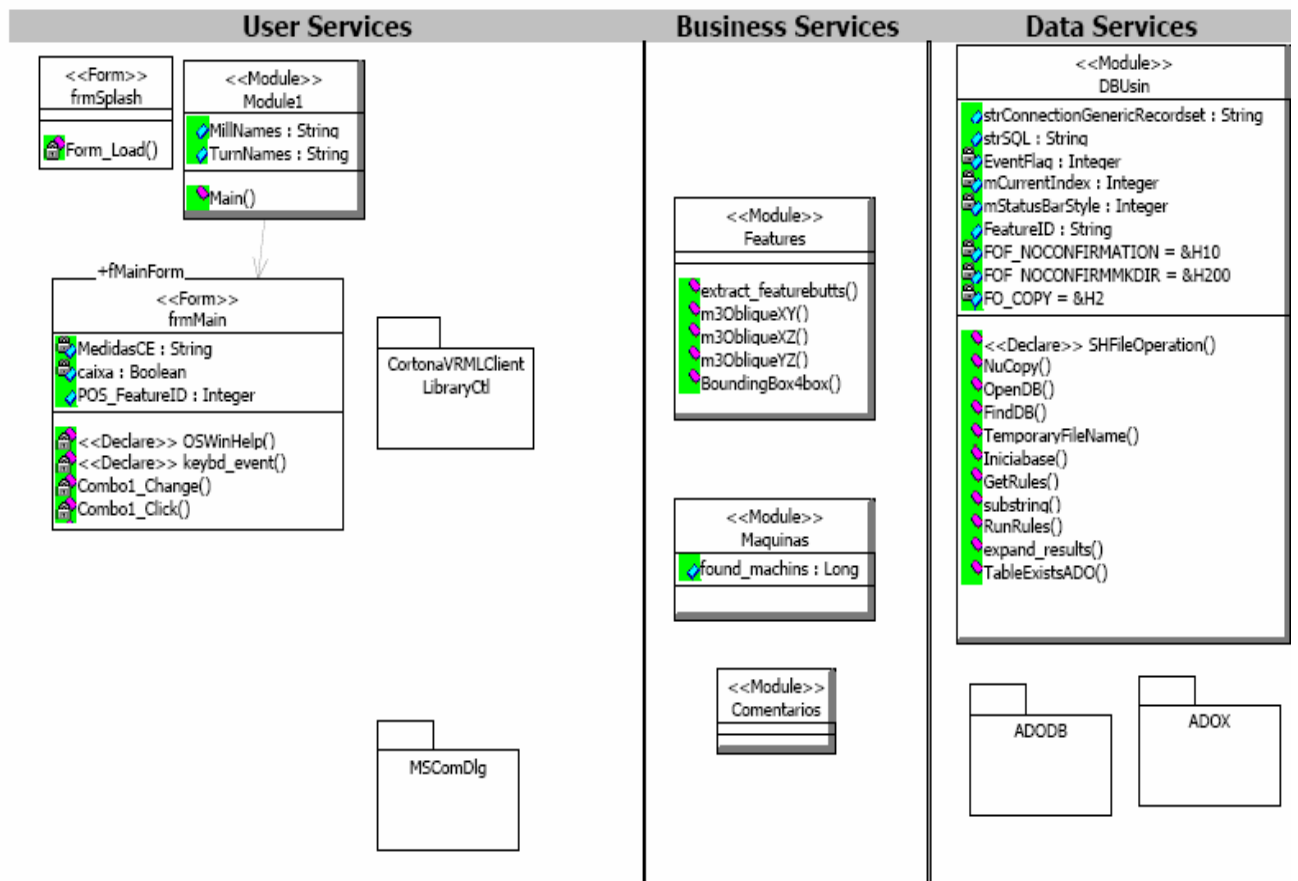 User Services
Business Services
Data Services
<<Form>>
frmSplash
Form_Load()
<<Module>>
Module1
MillNames : String
TurnNames : String
Main()
+fMainForm
<<Form>>
frmMain
MedidasCE : String
caixa : Boolean
POS_FeatureID : Integer
<<Declare>> OSWinHelp()
<<Declare>> keybd_event()
Combo1_Change()
Combo1_Click()
CortonaVRMLClient
LibraryCtl
MSComDlg
<<Module>>
Features
extract_featurebutts()
m3ObliqueXY()
m3ObliqueXZ()
m3ObliqueYZ()
BoundingBox4box()
<<Module>>
Maquinas
found_machins : Long
<<Module>>
Comentarios
<<Module>>
DBUsin
strConnectionGenericRecordset : String
strSQL : String
EventFlag : Integer
mCurrentIndex : Integer
mStatusBarStyle : Integer
FeatureID : String
FOF_NOCONFIRMATION = &H10
FOF_NOCONFIRMMKDIR = &H200
FO_COPY = &H2
<<Declare>> SHFileOperation()
NuCopy()
OpenDB()
FindDB()
TemporaryFileName()
Iniciabase()
GetRules()
substring()
RunRules()
expand_results()
TableExistsADO()
ADODB
ADOX